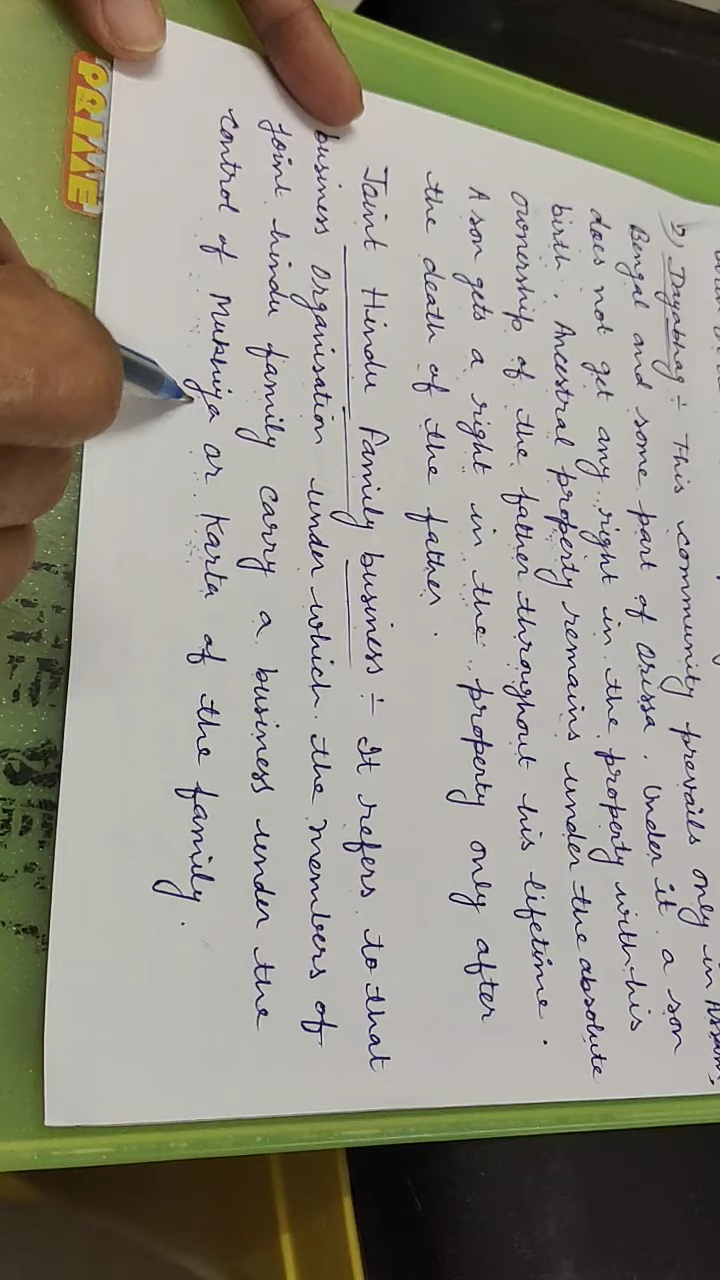 2) Dayabhag :- This community prevails only in Assam,
Bengal and some part of Orissa. Under it a son
does not get any right in the property with his
birth. Ancestral property remains under the absolute
ownership of the father throughout his lifetime.
A son gets a right in the property only after
the death of the father.
Joint Hindu Family business :- It refers to that
business Organisation under which the members of
Joint hindu family carry a business under the
control of Mukhiya or Karta of the family.
PRIME